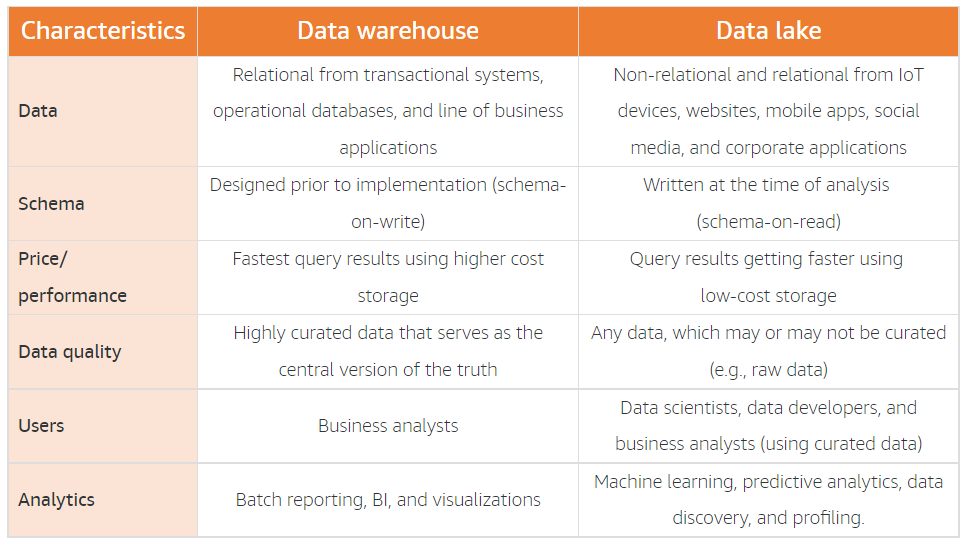 Characteristics
Data warehouse
Data lake
Data
Relational from transactional systems,
operational databases, and line of business
applications
Non-relational and relational from IoT
devices, websites, mobile apps, social
media, and corporate applications
Schema
Designed prior to implementation (schema-
on-write)
Written at the time of analysis
(schema-on-read)
Price/
performance
Fastest query results using higher cost
storage
Query results getting faster using
low-cost storage
Data quality
Highly curated data that serves as the
central version of the truth
Any data, which may or may not be curated
(e.g., raw data)
Users
Business analysts
Data scientists, data developers, and
business analysts (using curated data)
Analytics
Batch reporting, BI, and visualizations
Machine learning, predictive analytics, data
discovery, and profiling.